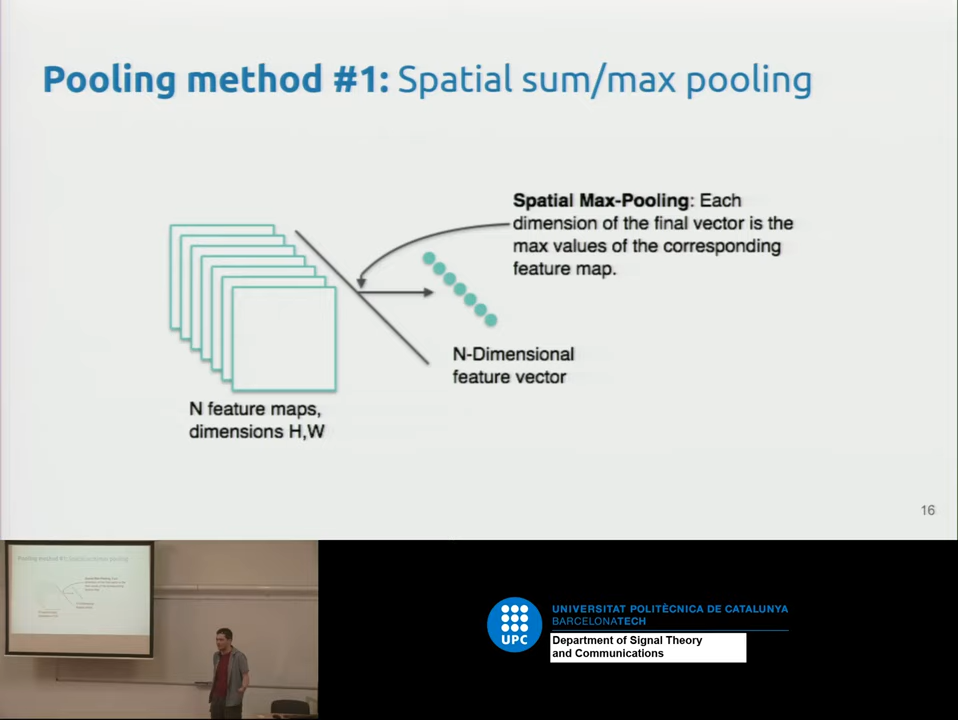 Pooling method #1: Spatial sum/max pooling
Spatial Max-Pooling: Each
dimension of the final vector is the
max values of the corresponding
feature map.
N-Dimensional
feature vector
N feature maps,
dimensions H,W
16
UPC
UNIVERSITAT POLITÈCNICA DE CATALUNYA
BARCELONATECH
Department of Signal Theory
and Communications